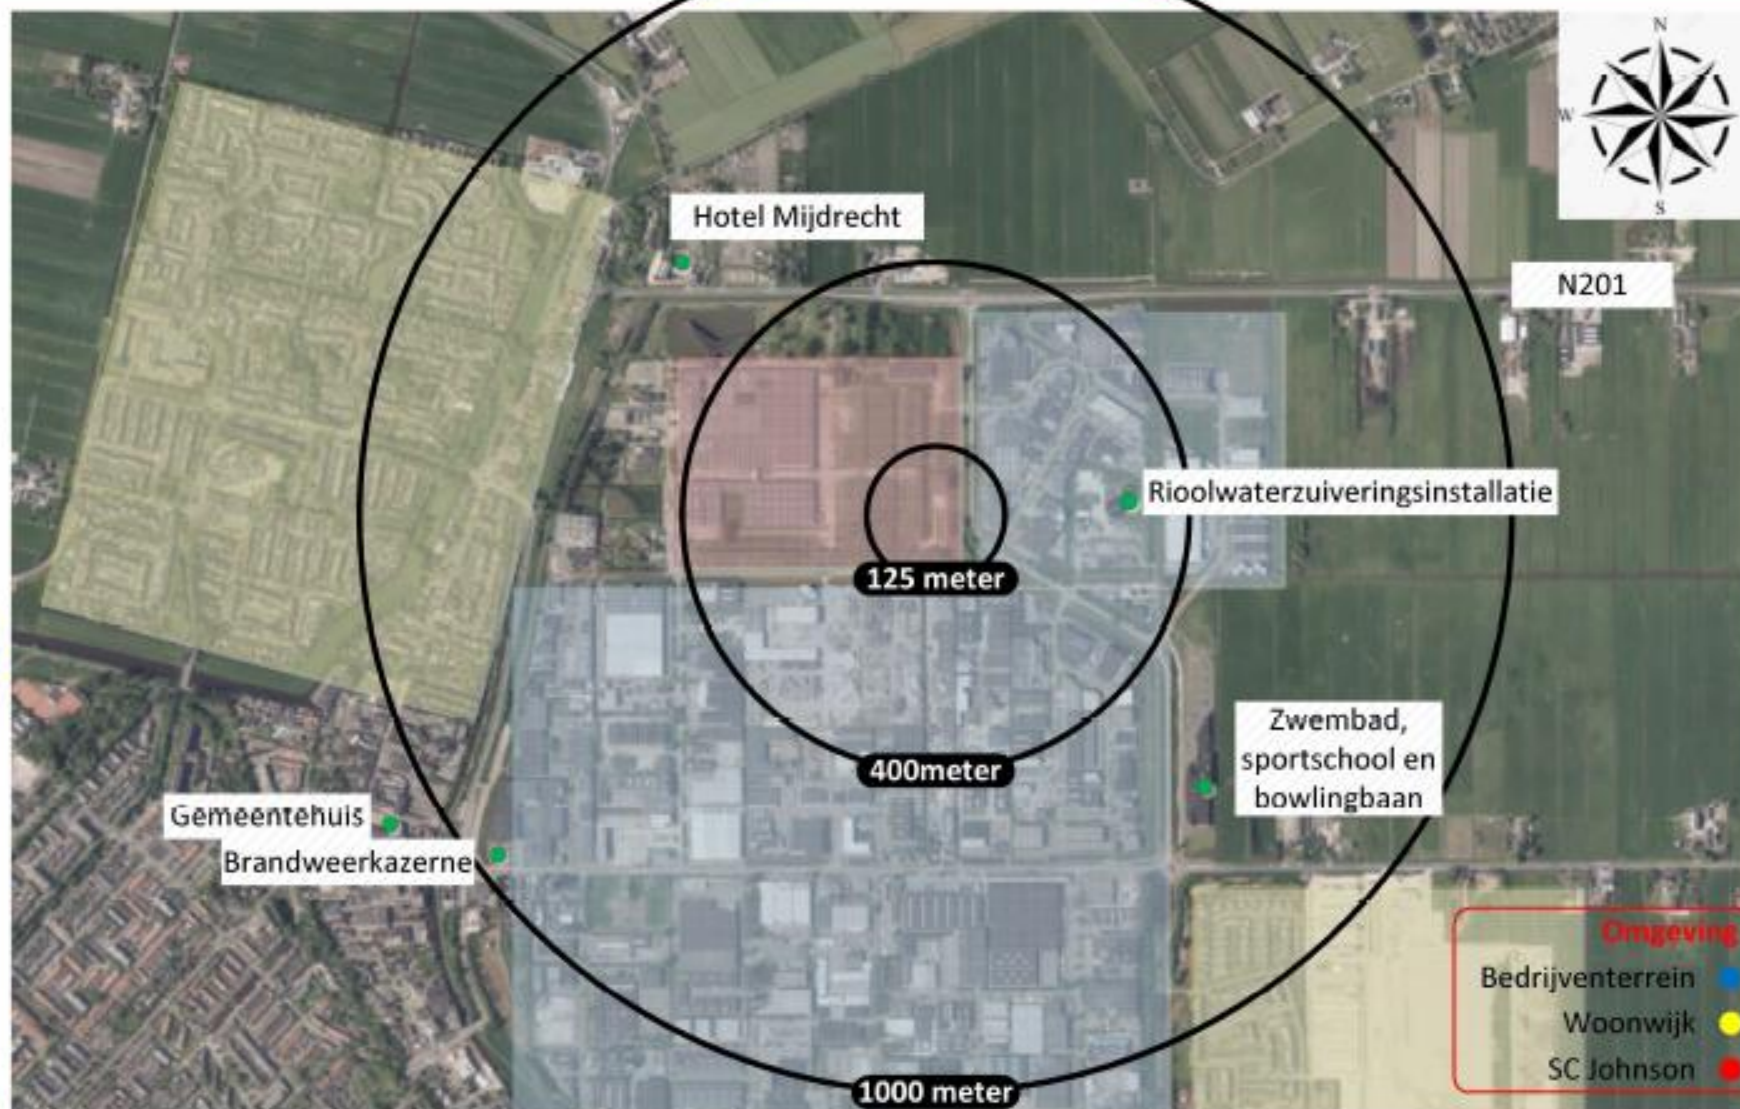 N
W
S
Hotel Mijdrecht
N201
Rioolwaterzuiveringsinstallatie
125 meter
Zwembad,
sportschool en
bowlingbaan
400meter
Gemeentehuis
Brandweerkazerne
Omgeving
Bedrijventerrein
Woonwijk
SC Johnson
1000 meter